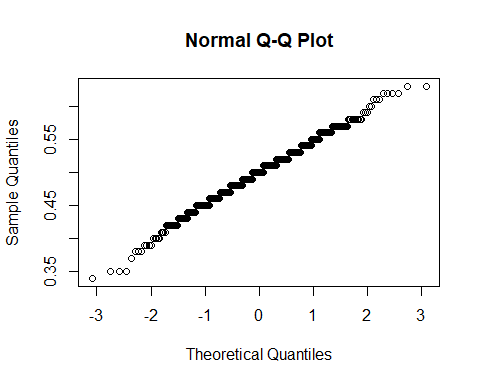 Normal Q-Q Plot
Sample Quantiles
0.55
0.45
0.35
-3 -2 -1 0 1 2 3
Theoretical Quantiles